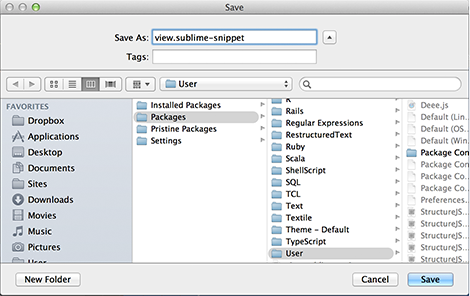 Save
Save As: view.sublime-snippet
Tags:
User
FAVORITES
Dropbox
Applications
Desktop
Documents
Sites
Downloads
Movies
Music
Pictures
Installed Packages
Packages
Pristine Packages
Settings
R
Rails
Regular Expressions
RestructuredText
Ruby
Scala
ShellScript
SQL
TCL
Text
Textile
Theme - Default
TypeScript
User
Deee.js
Default (Lin...
Default (OS...
Default (Win...
Package Con
Package Co...
Package Co...
Package Co...
Preferences...
StructureJS...
StructureJS...
StructureJS...
StructureJS...
New Folder
Cancel
Save